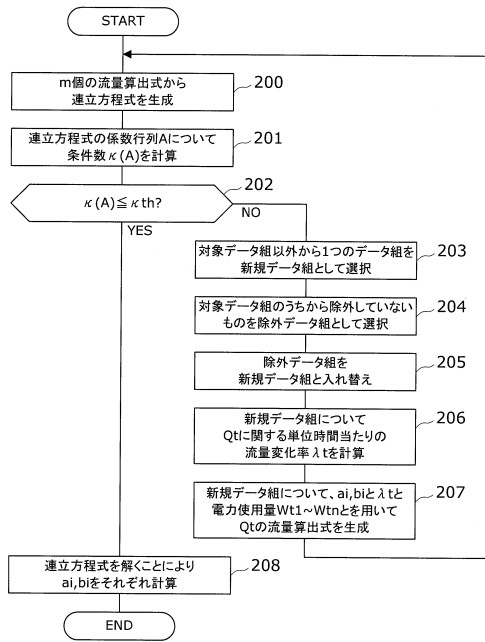 START
m個の流量算出式から
連立方程式を生成
200
連立方程式の係数行列Aについて
条件数κ(A)を計算
201
κ(A)≦κth?
202
NO
YES
対象データ組以外から1つのデータ組を
新規データ組として選択
203
対象データ組のうちから除外していない
ものを除外データ組として選択
204
除外データ組を
新規データ組と入れ替え
205
新規データ組について
Qtに関する単位時間当たりの
流量変化率λtを計算
206
新規データ組について、ai,biとλtと
電力使用量Wt1~Wtnとを用いて
Qtの流量算出式を生成
207
連立方程式を解くことにより
ai,biをそれぞれ計算
208
END